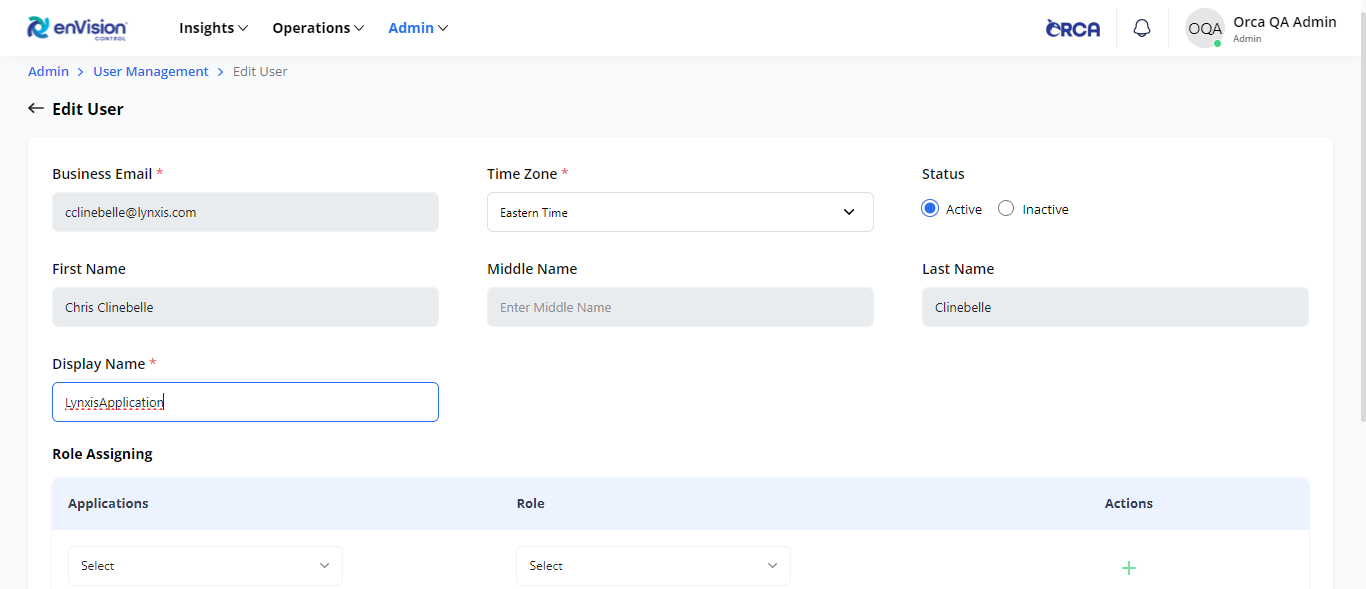 enVision CONTROL Insights Operations Admin ORCA OQA Orca QA Admin
Admin
Admin > User Management > Edit User
← Edit User
Business Email * Time Zone * Status
cclinebelle@lynxis.com Eastern Time Active Inactive
First Name Middle Name Last Name
Chris Clinebelle Enter Middle Name Clinebelle
Display Name *
LynxisApplication
Role Assigning
Applications Role Actions
Select Select +